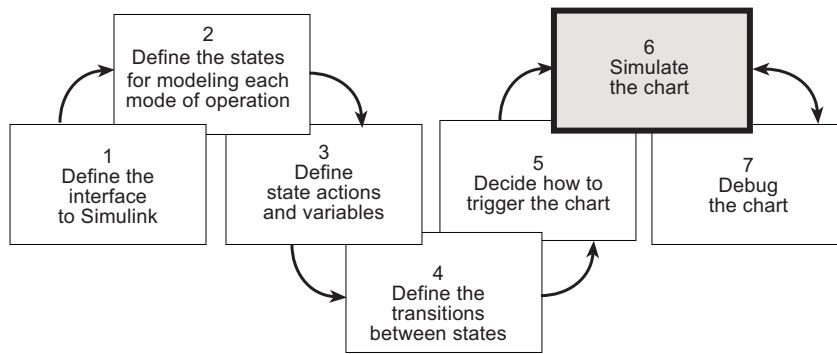 1
Define the
interface
to Simulink
2
Define the states
for modeling each
mode of operation
3
Define
state actions
and variables
4
Define the
transitions
between states
5
Decide how to
trigger the chart
6
Simulate
the chart
7
Debug
the chart